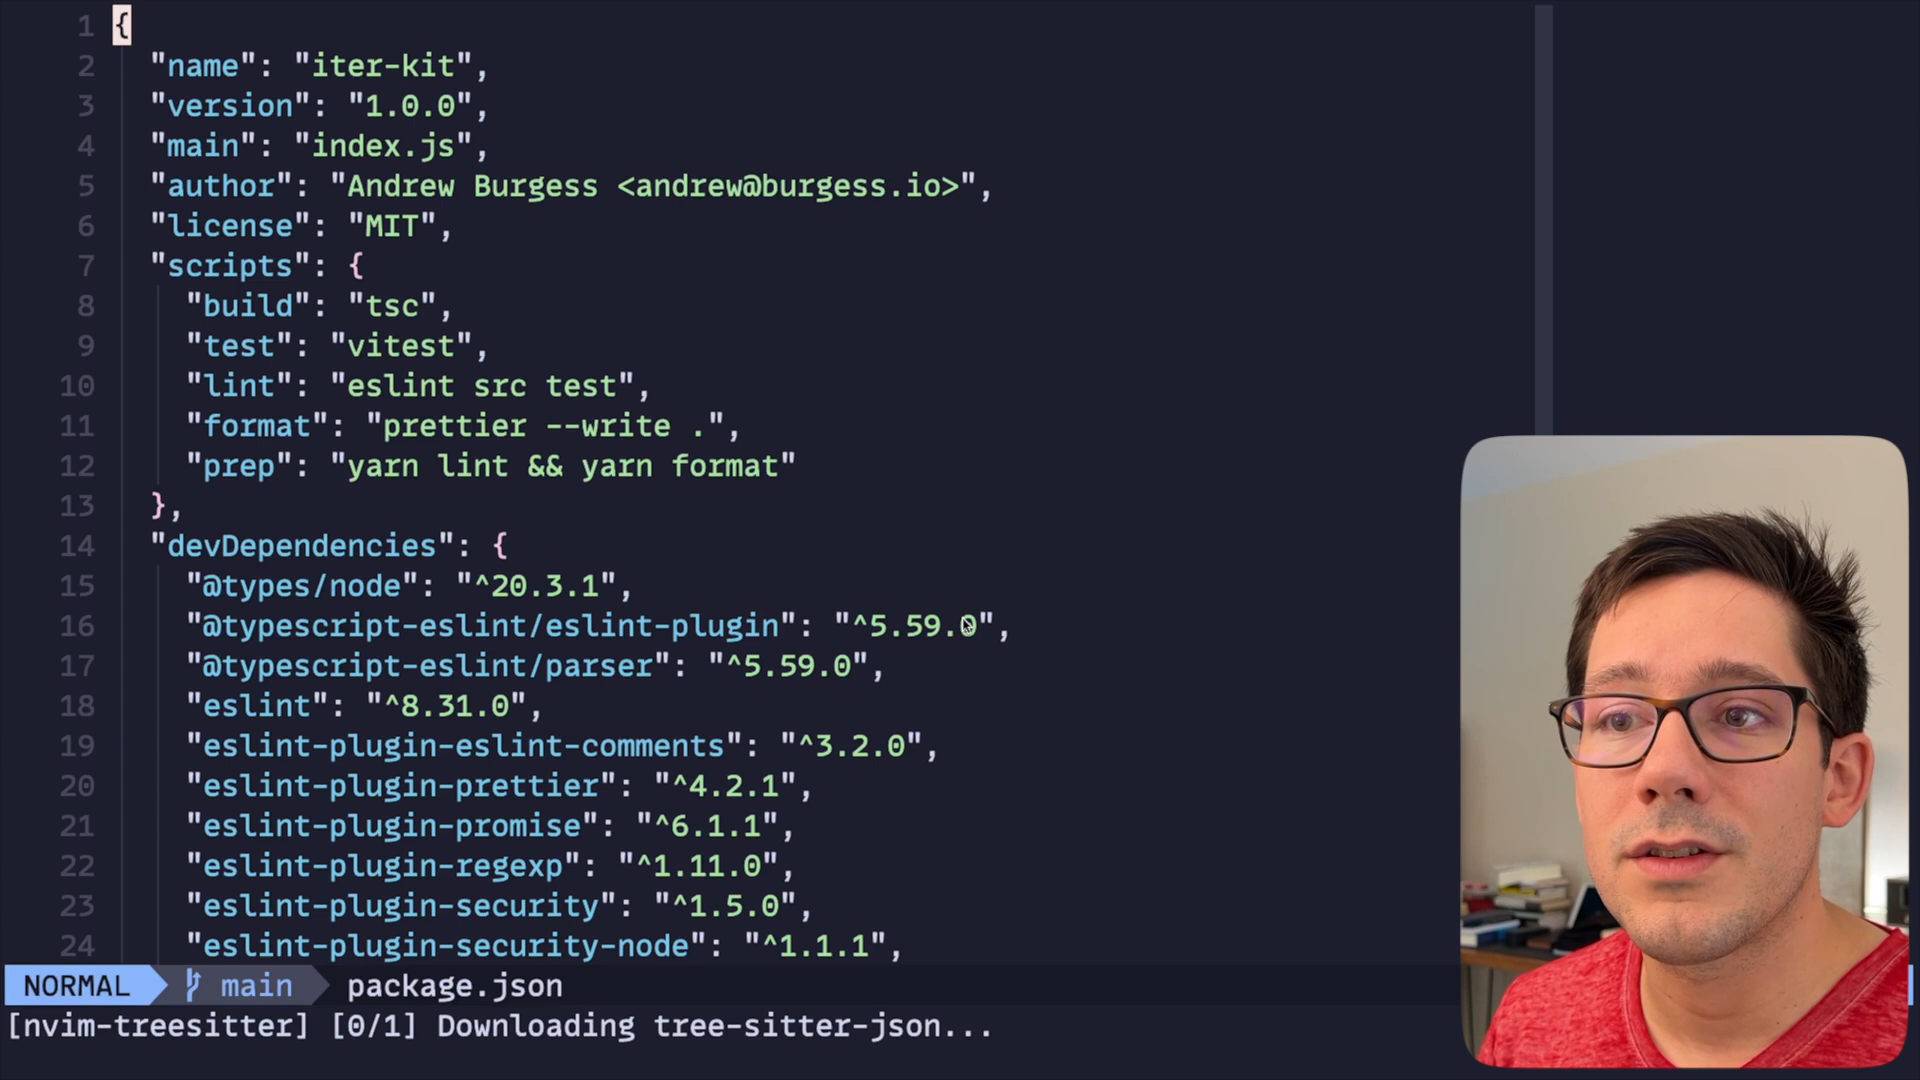 1 {
2 "name": "iter-kit",
3 "version": "1.0.0",
4 "main": "index.js",
5 "author": "Andrew Burgess <andrew@burgess.io>",
6 "license": "MIT",
7 "scripts": {
8 "build": "tsc",
9 "test": "vitest",
10 "lint": "eslint src test",
11 "format": "prettier --write .",
12 "prep": "yarn lint && yarn format"
13 },
14 "devDependencies": {
15 "@types/node": "^20.3.1",
16 "@typescript-eslint/eslint-plugin": "^5.59.0",
17 "@typescript-eslint/parser": "^5.59.0",
18 "eslint": "^8.31.0",
19 "eslint-plugin-eslint-comments": "^3.2.0",
20 "eslint-plugin-prettier": "^4.2.1",
21 "eslint-plugin-promise": "^6.1.1",
22 "eslint-plugin-regexp": "^1.11.0",
23 "eslint-plugin-security": "^1.5.0",
24 "eslint-plugin-security-node": "^1.1.1",
NORMAL main package.json
[nvim-treesitter] [0/1] Downloading tree-sitter-json...